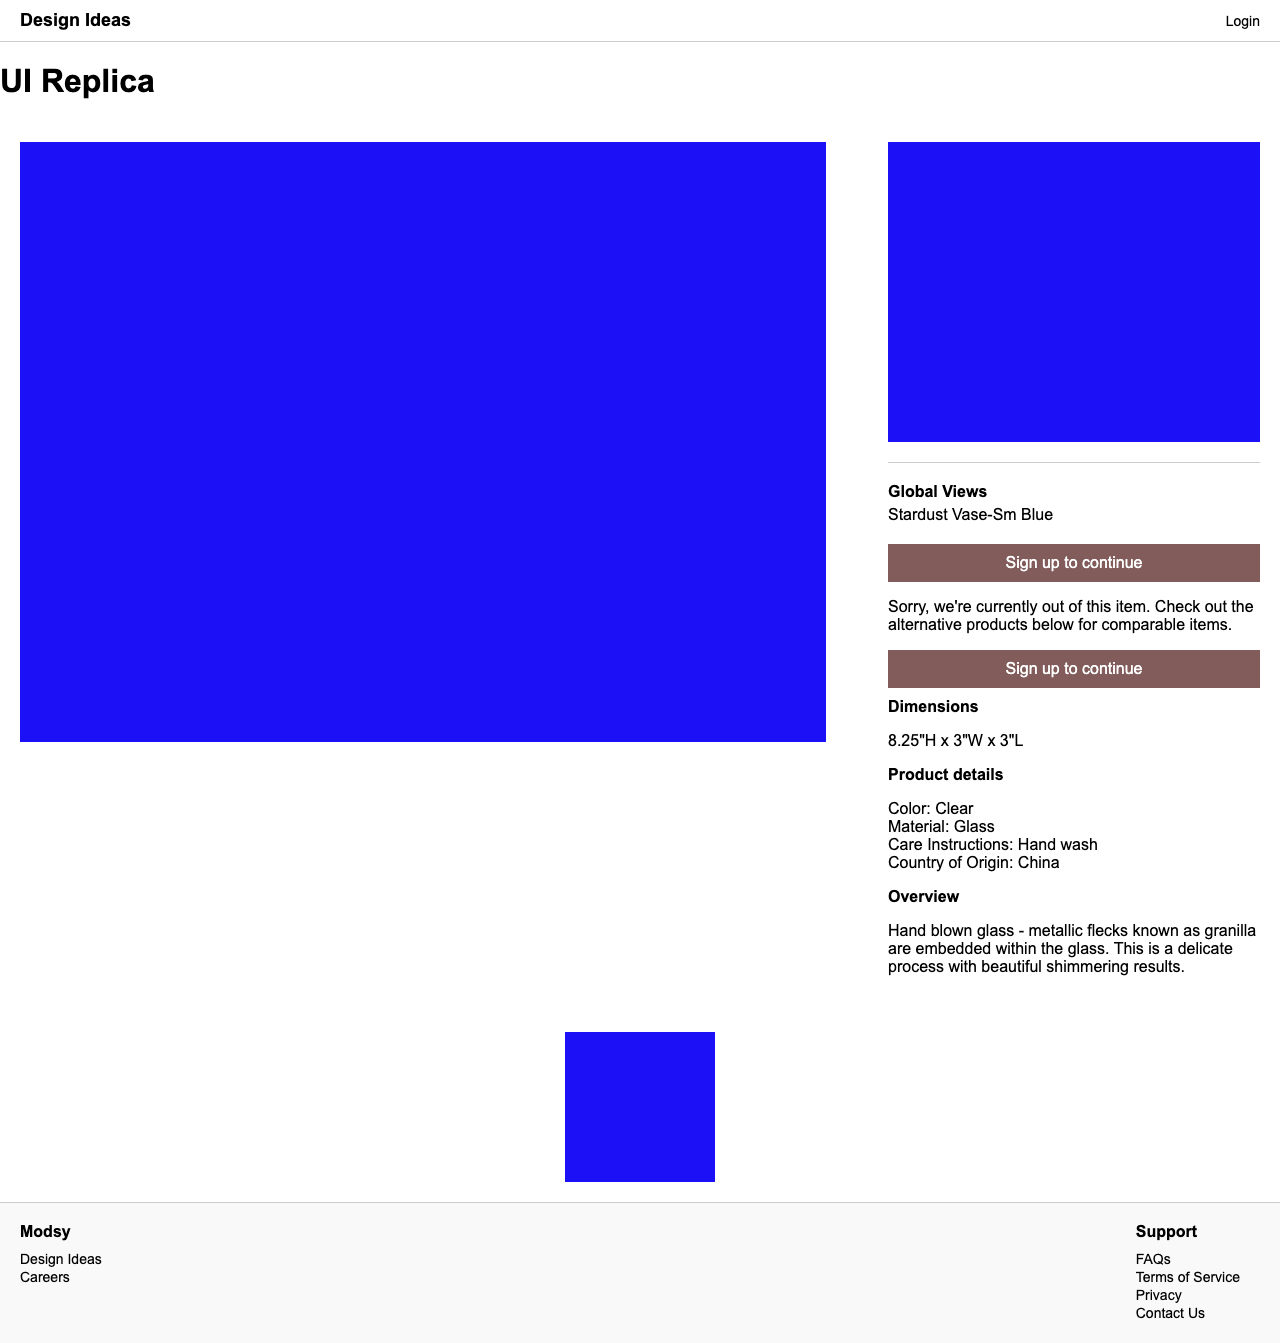 Design Ideas
Login
UI Replica
Global Views
Stardust Vase-Sm Blue
Sign up to continue
Sorry, we're currently out of this item. Check out the
alternative products below for comparable items.
Sign up to continue
Dimensions
8.25"H x 3"W x 3"L
Product details
Color: Clear
Material: Glass
Care Instructions: Hand wash
Country of Origin: China
Overview
Hand blown glass - metallic flecks known as granilla
are embedded within the glass. This is a delicate
process with beautiful shimmering results.
Modsy
Design Ideas
Careers
Support
FAQs
Terms of Service
Privacy
Contact Us